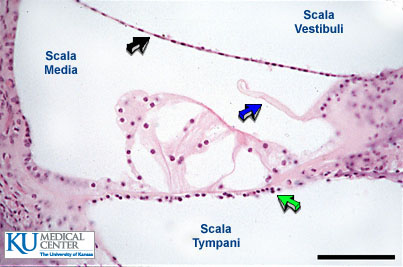 Scala
Vestibuli
Scala
Media
Scala
Tympani
KU MEDICAL
CENTER
The University of Kansas